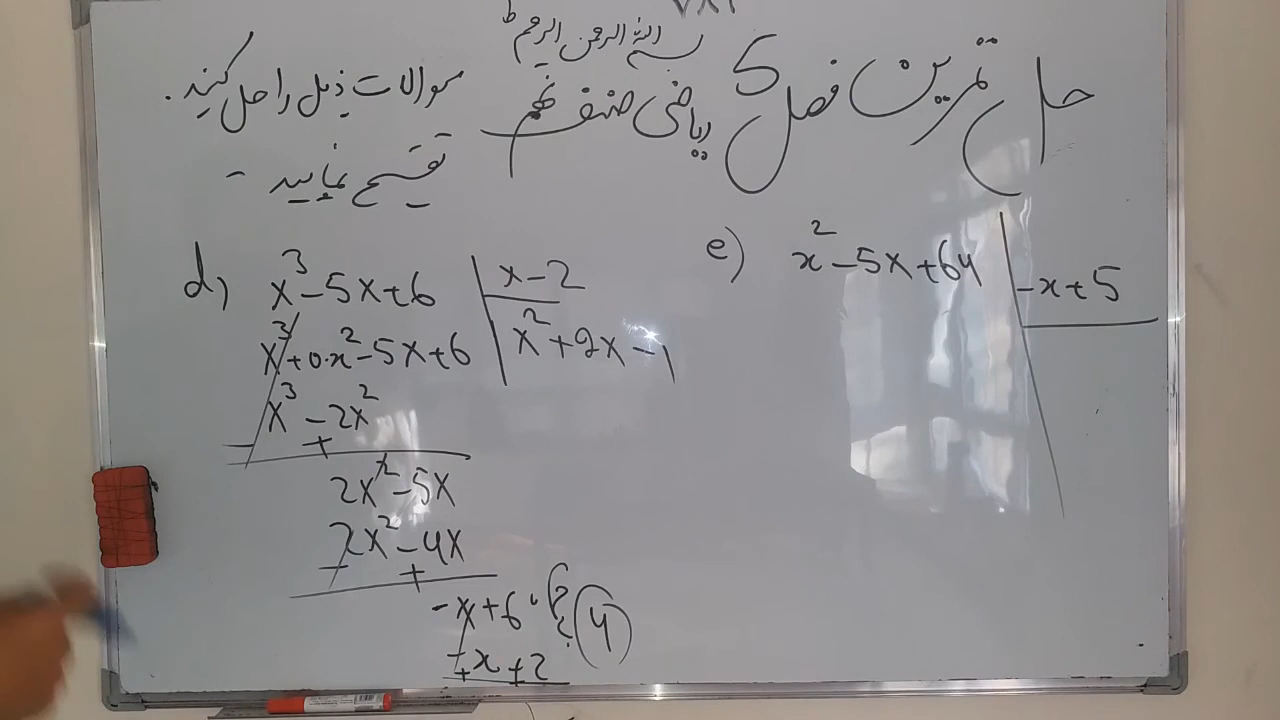 بسم الله الرحمن الرحیم ط
حل تمرین فصل 5 ریاضی صنف نهم
سوالات ذیل را حل کنید.
تقسیم نمایید -
d) x³-5x+6 | x-2
x³+0·x²-5x+6 | x²+2x-1
x³-2x²
- +
2x²-5x
2x²-4x
- +
-x+6 (4)
-x+2
+ -
e) x²-5x+64 | -x+5